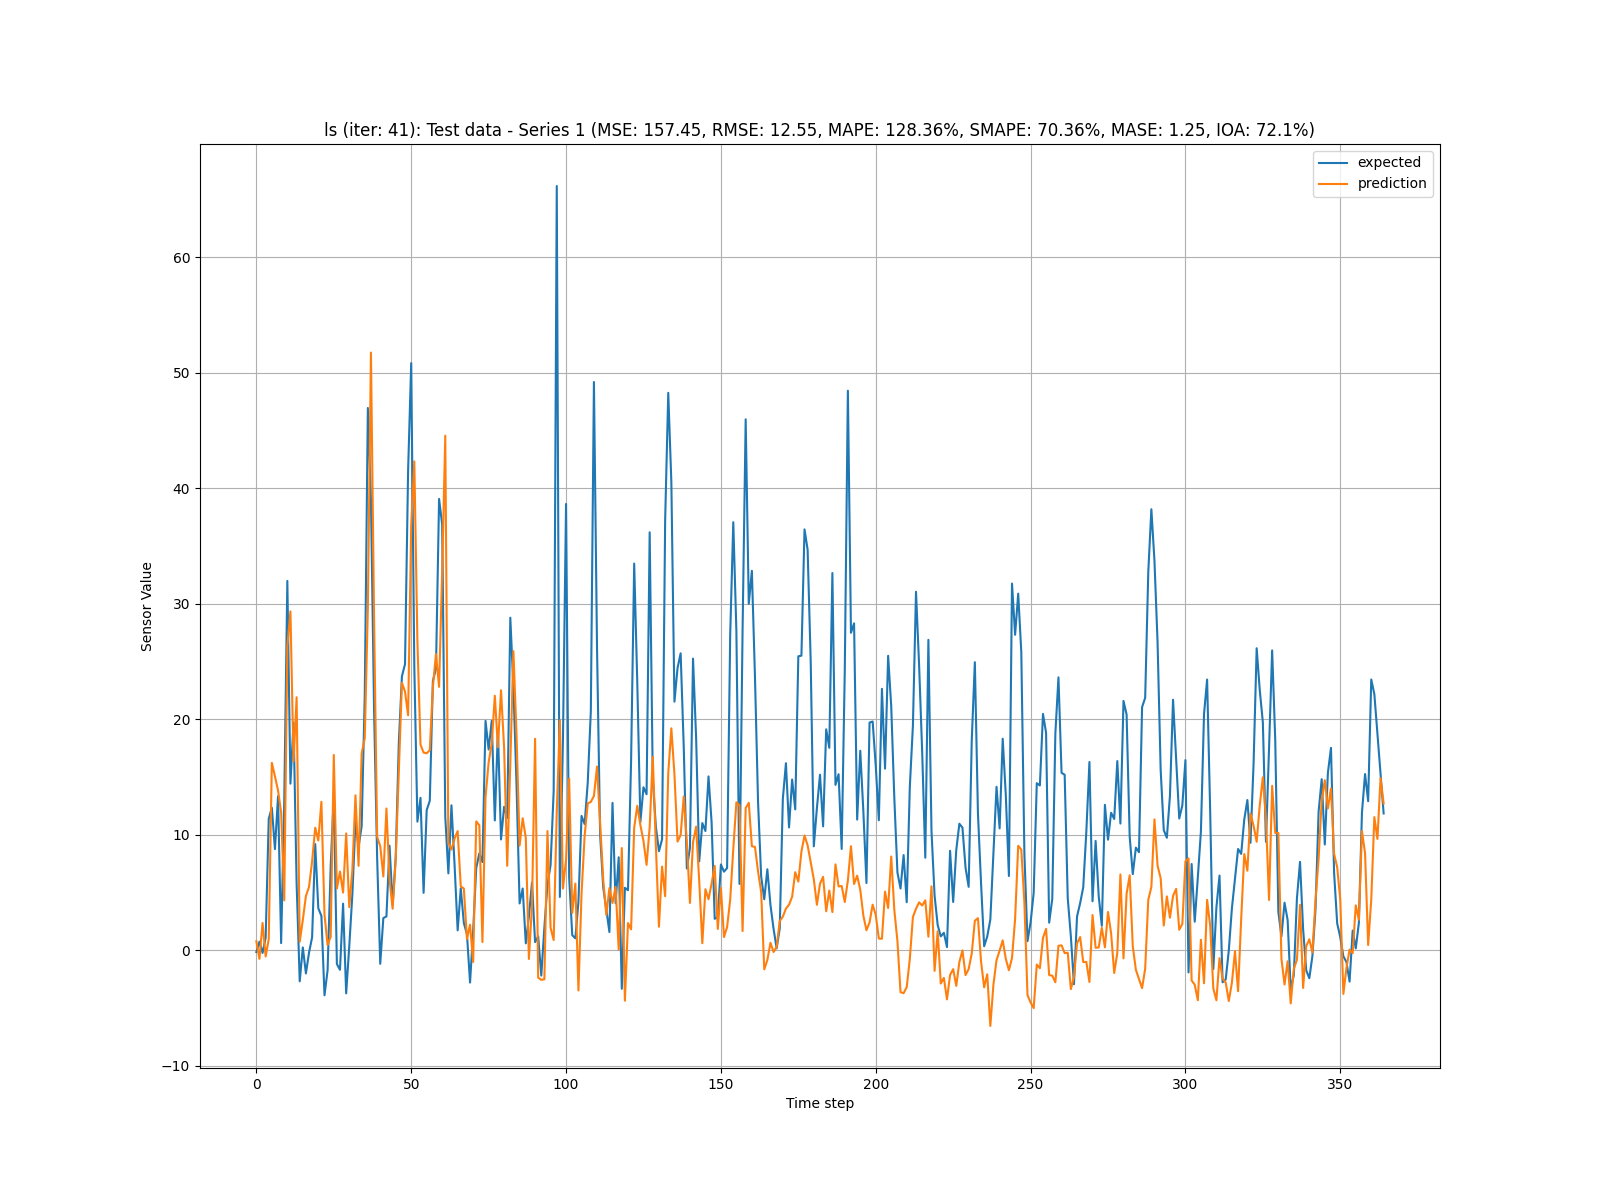 ls (iter: 41): Test data - Series 1 (MSE: 157.45, RMSE: 12.55, MAPE: 128.36%, SMAPE: 70.36%, MASE: 1.25, IOA: 72.1%)
expected
prediction
60
50
40
30
20
10
0
−10
Sensor Value
0 50 100 150 200 250 300 350
Time step